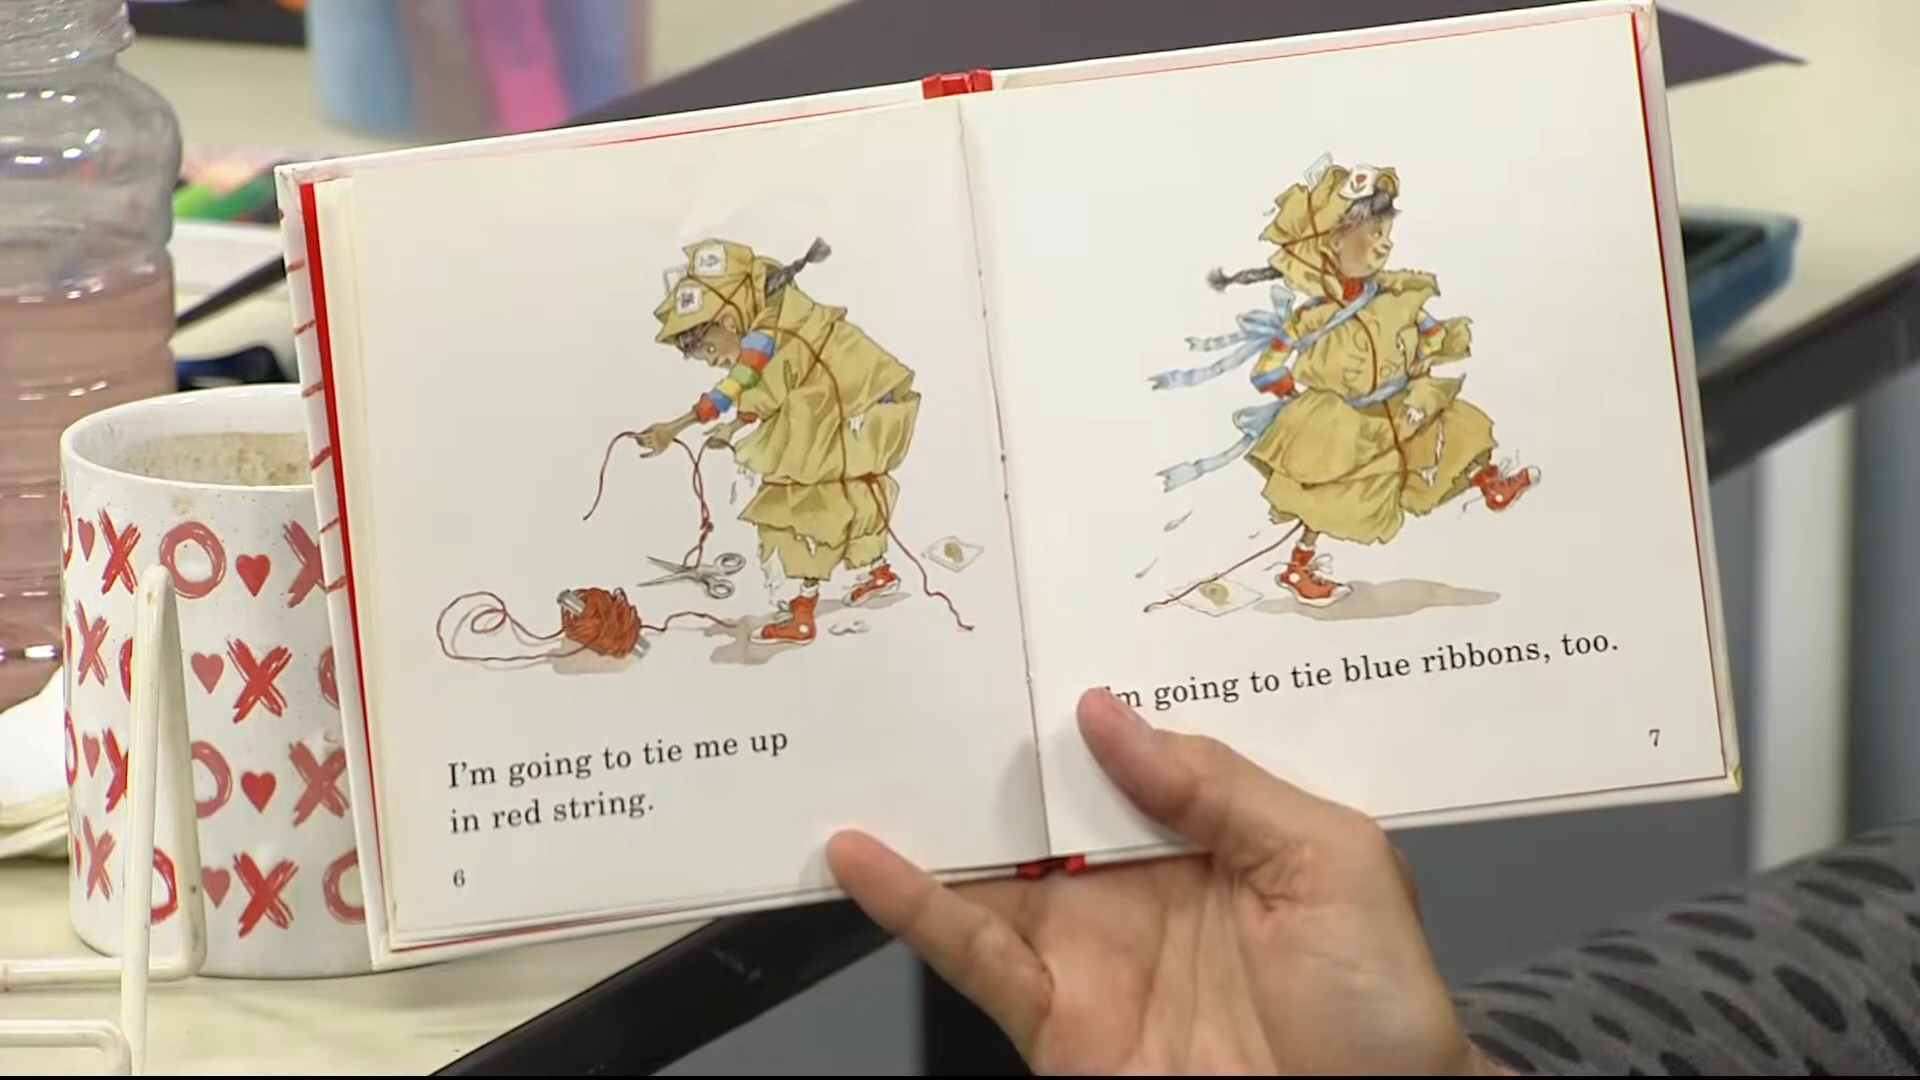 I'm going to tie me up
in red string.
6
going to tie blue ribbons, too.
7